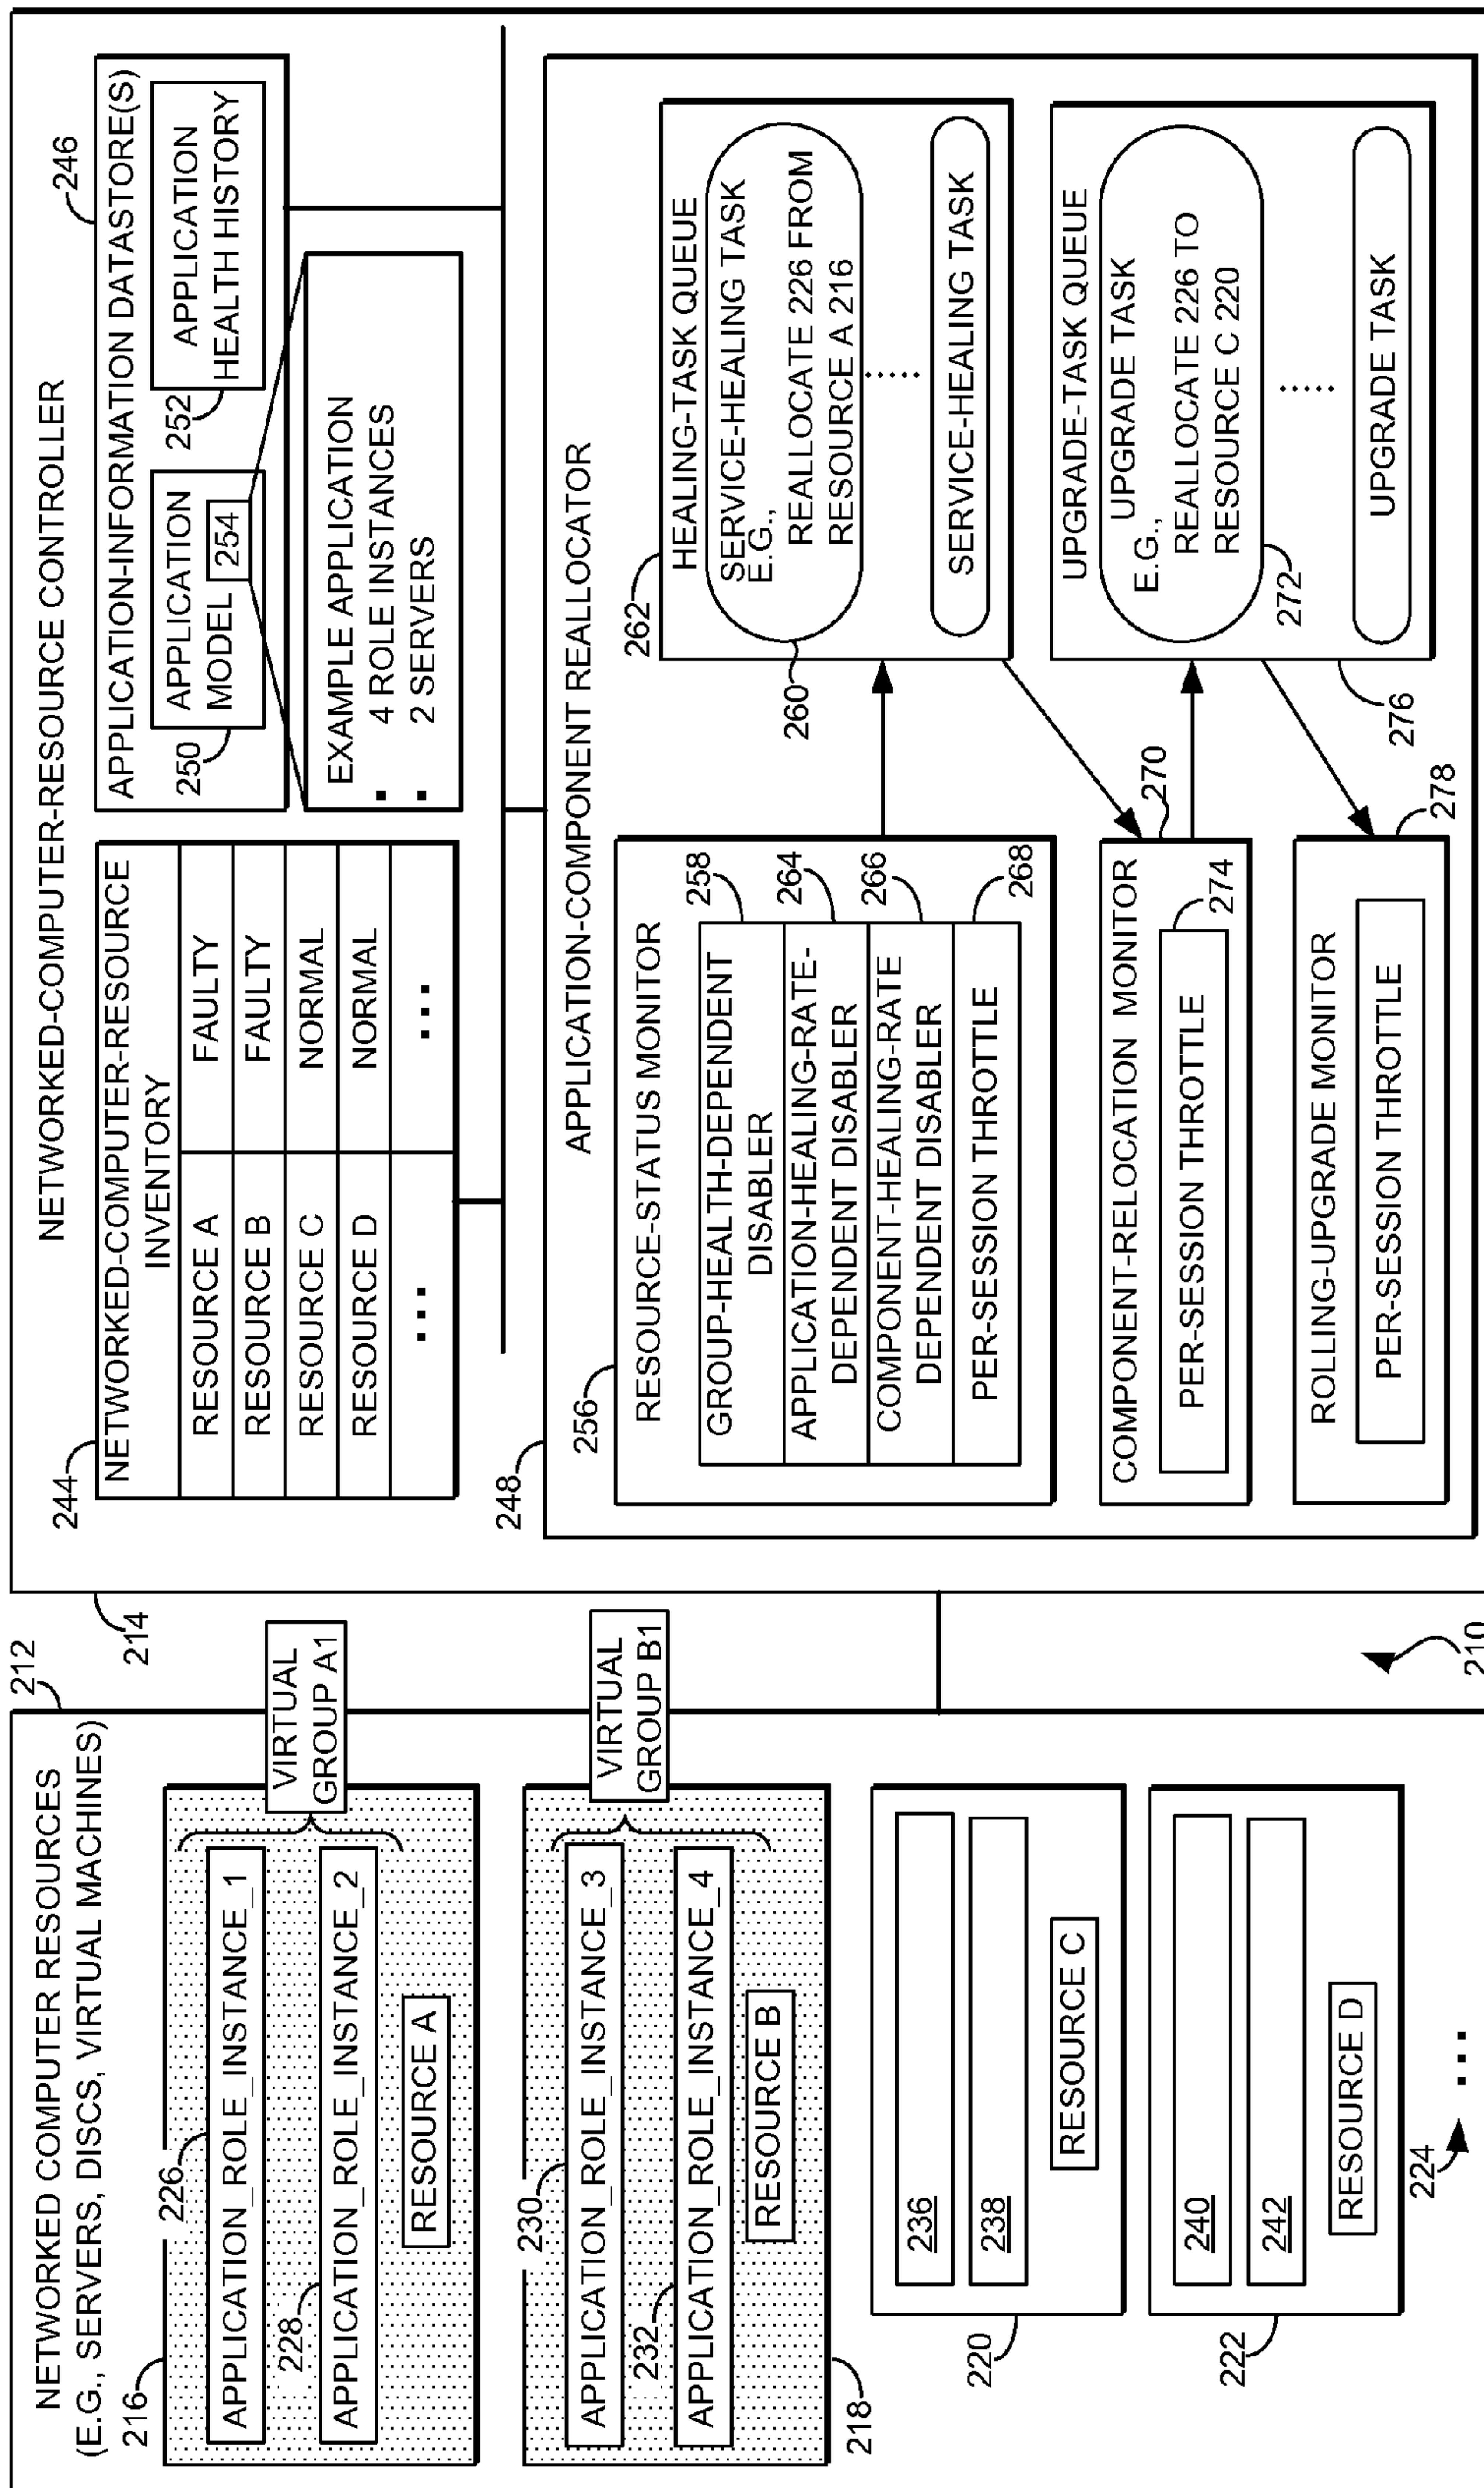 NETWORKED COMPUTER RESOURCES
(E.G., SERVERS, DISCS, VIRTUAL MACHINES)
212
216
226
APPLICATION_ROLE_INSTANCE_1
228
APPLICATION_ROLE_INSTANCE_2
RESOURCE A
VIRTUAL
GROUP A1
230
APPLICATION_ROLE_INSTANCE_3
232
APPLICATION_ROLE_INSTANCE_4
RESOURCE B
218
VIRTUAL
GROUP B1
236
238
RESOURCE C
220
240
242
RESOURCE D
222
224
...
210
214
NETWORKED-COMPUTER-RESOURCE CONTROLLER
244
NETWORKED-COMPUTER-RESOURCE
INVENTORY
RESOURCE A FAULTY
RESOURCE B FAULTY
RESOURCE C NORMAL
RESOURCE D NORMAL
... ...
246
APPLICATION-INFORMATION DATASTORE(S)
250
APPLICATION
MODEL 254
252
APPLICATION
HEALTH HISTORY
EXAMPLE APPLICATION
▪ 4 ROLE INSTANCES
▪ 2 SERVERS
248
APPLICATION-COMPONENT REALLOCATOR
256
RESOURCE-STATUS MONITOR
GROUP-HEALTH-DEPENDENT
DISABLER
258
APPLICATION-HEALING-RATE-
DEPENDENT DISABLER
264
COMPONENT-HEALING-RATE
DEPENDENT DISABLER
266
PER-SESSION THROTTLE
268
262
HEALING-TASK QUEUE
SERVICE-HEALING TASK
E.G.,
REALLOCATE 226 FROM
RESOURCE A 216
260
......
SERVICE-HEALING TASK
COMPONENT-RELOCATION MONITOR
270
PER-SESSION THROTTLE
274
UPGRADE-TASK QUEUE
UPGRADE TASK
E.G.,
REALLOCATE 226 TO
RESOURCE C 220
272
......
UPGRADE TASK
276
ROLLING-UPGRADE MONITOR
278
PER-SESSION THROTTLE